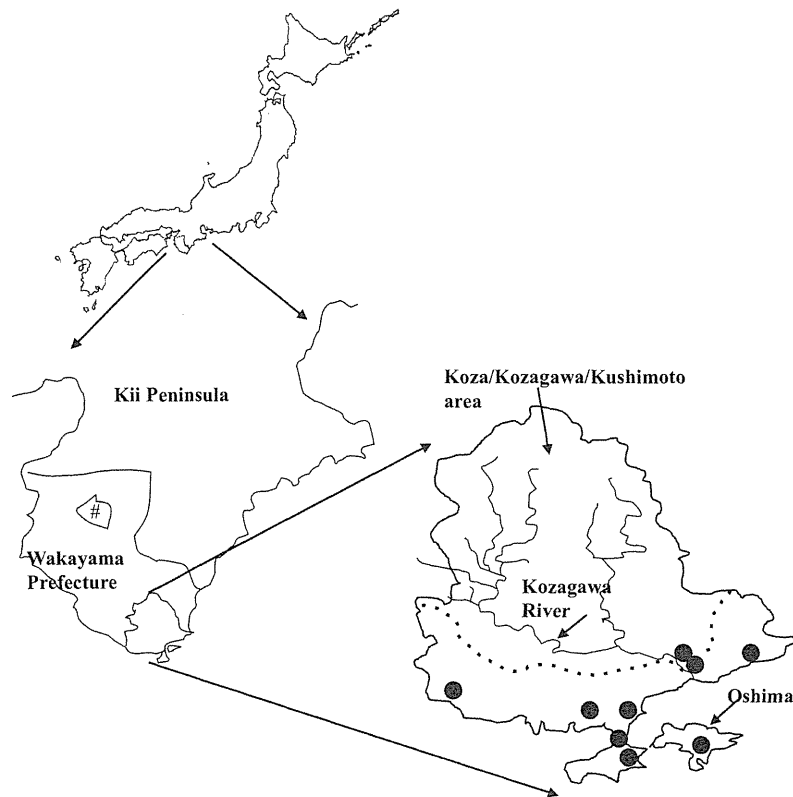 Kii Peninsula
Koza/Kozagawa/Kushimoto
area
#
Wakayama
Prefecture
Kozagawa
River
Oshima